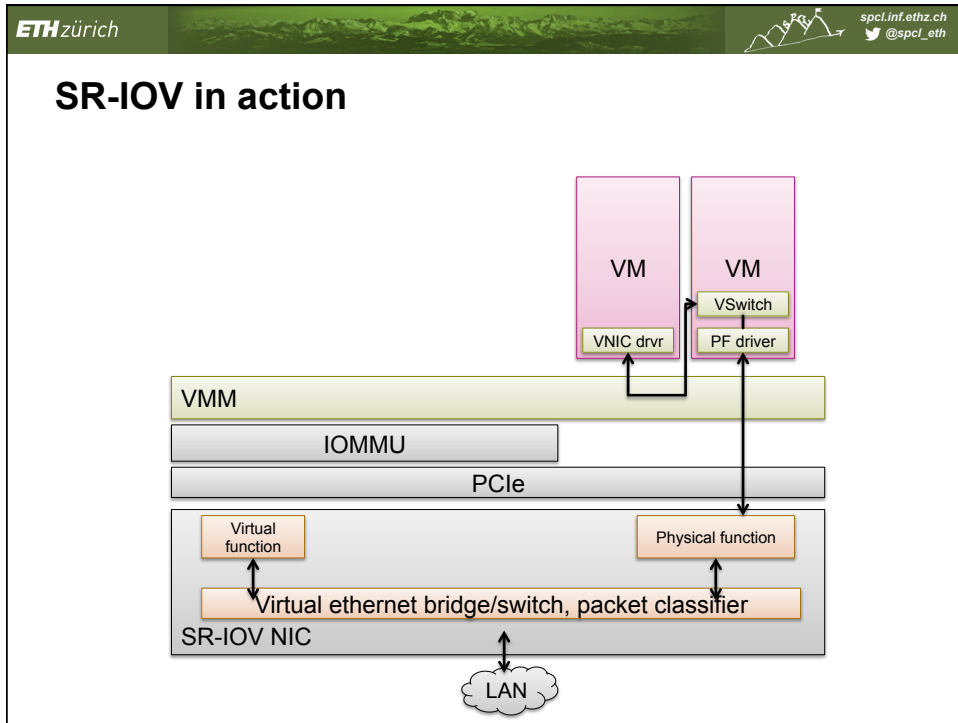 ETH zürich
spcl.inf.ethz.ch
@spcl_eth
SPCL
SR-IOV in action
VM
VM
VSwitch
VNIC drvr
PF driver
VMM
IOMMU
PCIe
Virtual
function
Physical function
Virtual ethernet bridge/switch, packet classifier
SR-IOV NIC
LAN